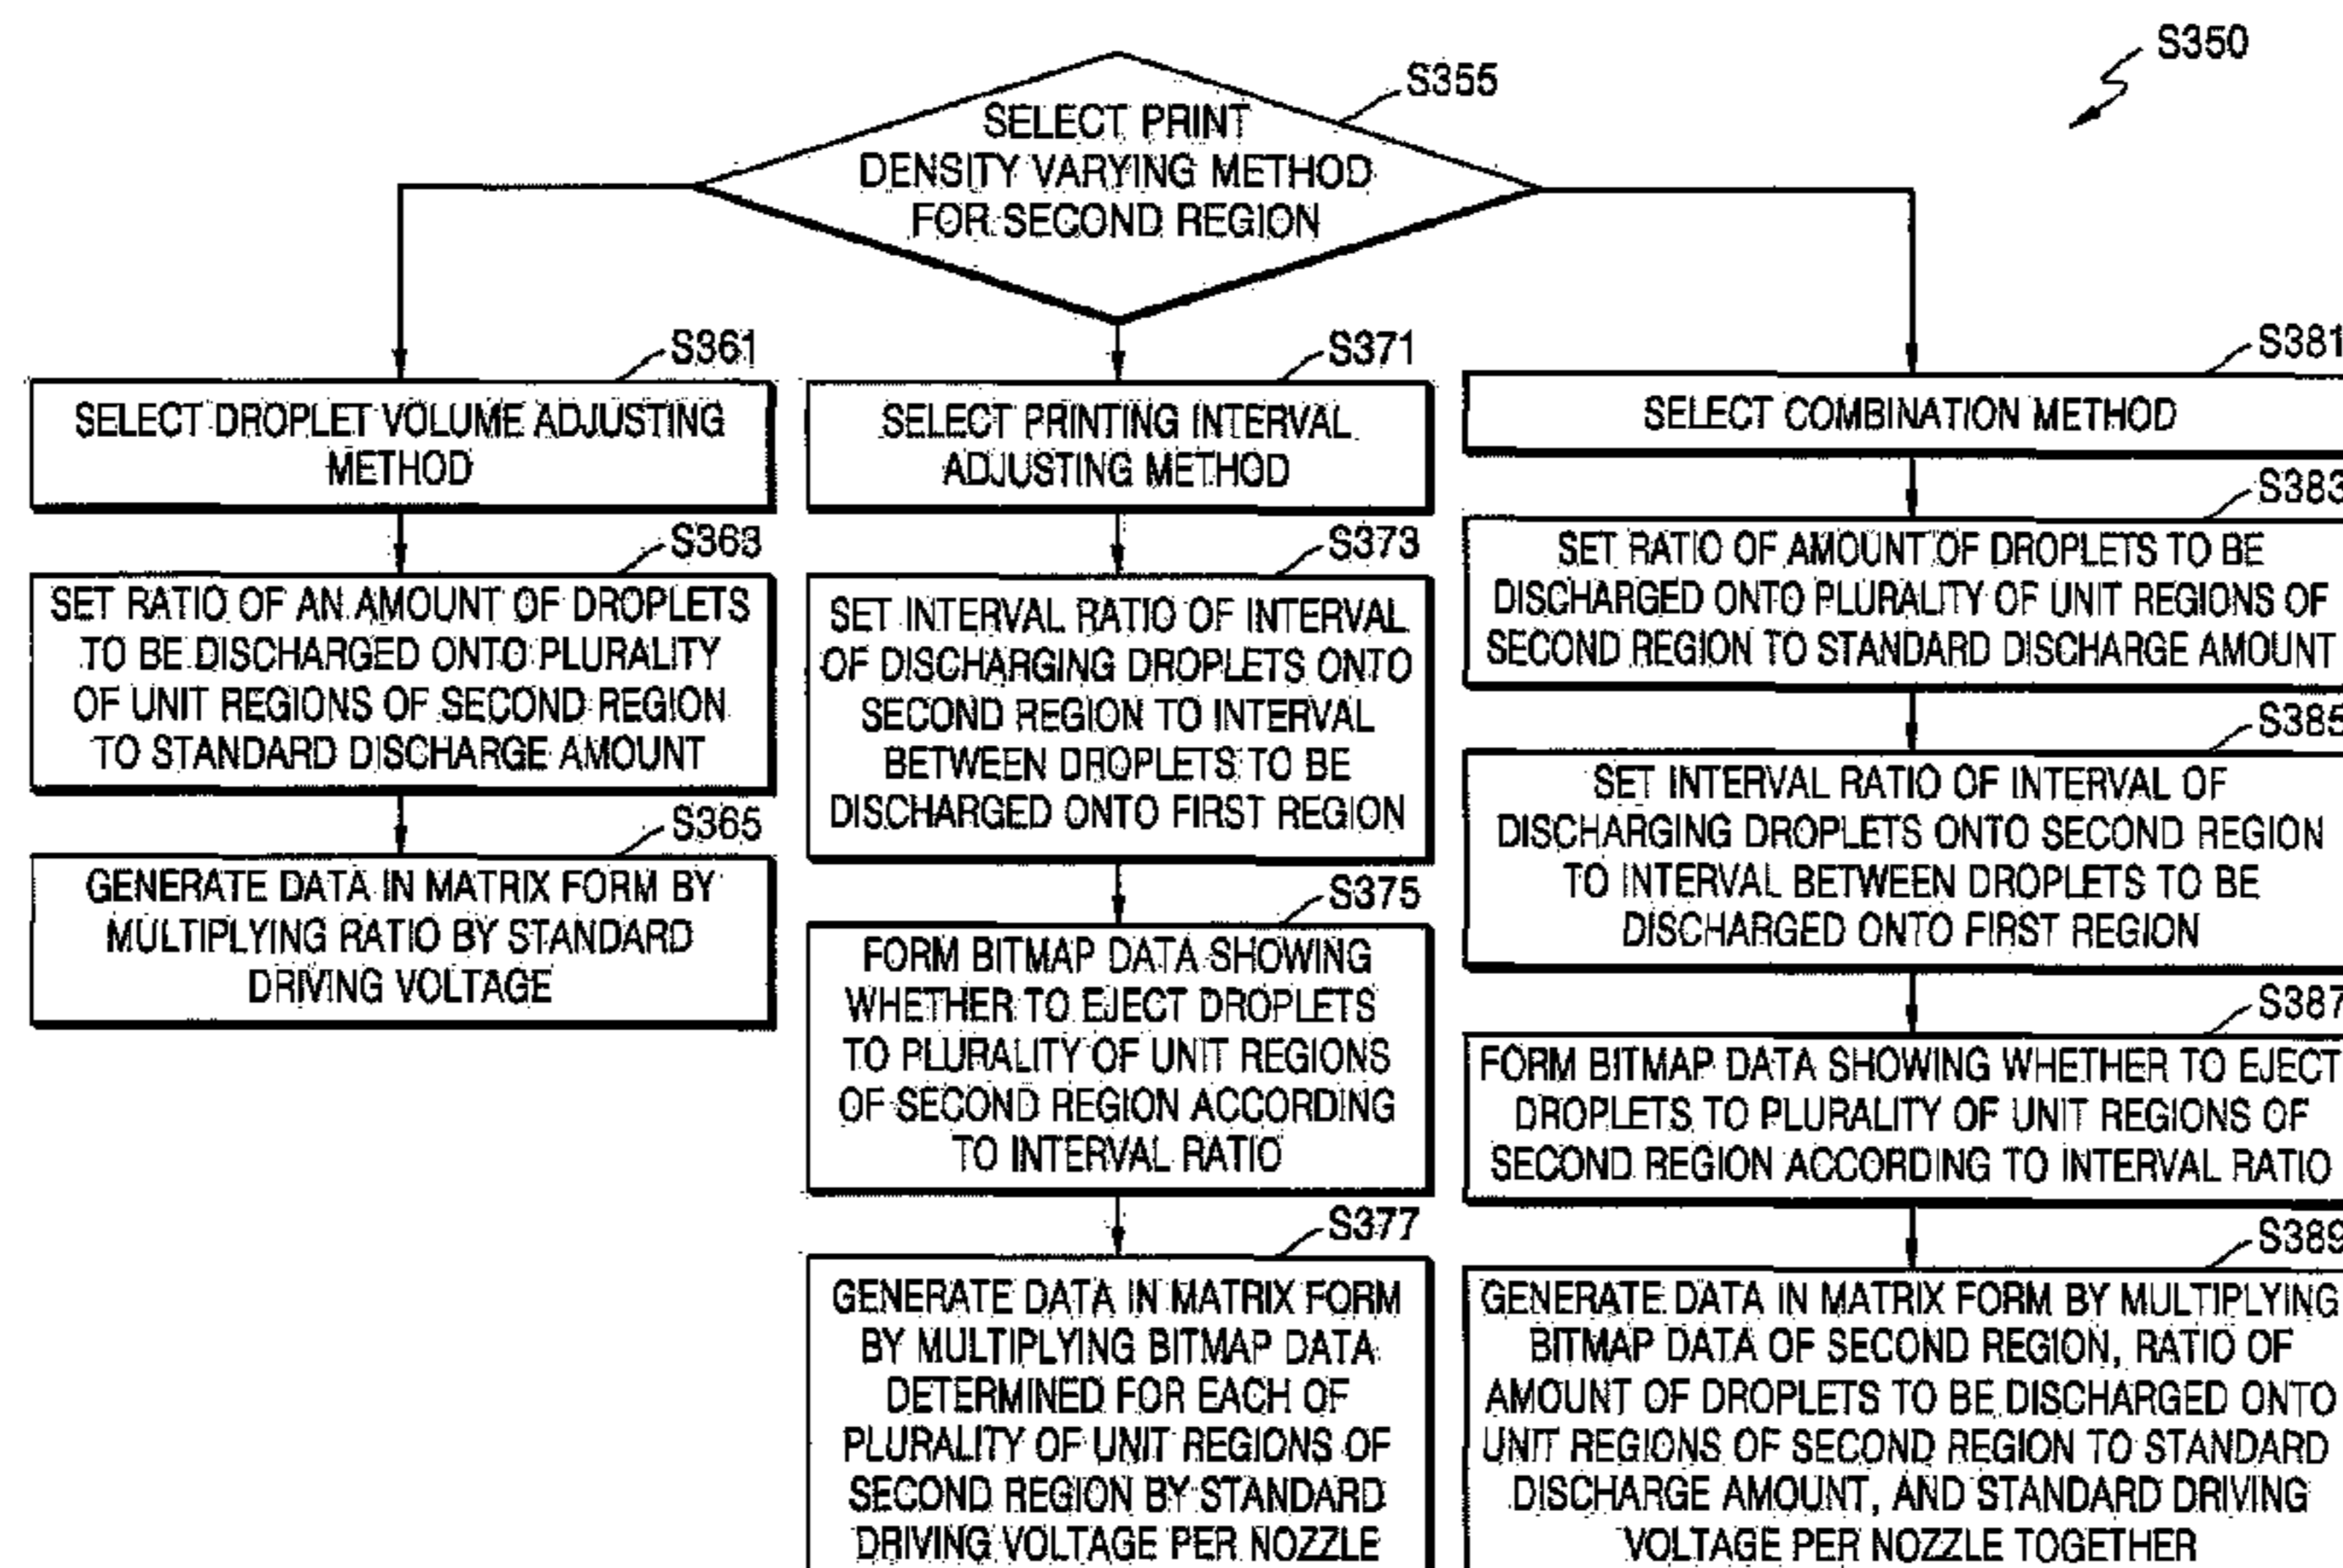 S350
S355
SELECT PRINT
DENSITY VARYING METHOD
FOR SECOND REGION
S361
SELECT DROPLET VOLUME ADJUSTING
METHOD
S363
SET RATIO OF AN AMOUNT OF DROPLETS
TO BE DISCHARGED ONTO PLURALITY
OF UNIT REGIONS OF SECOND REGION
TO STANDARD DISCHARGE AMOUNT
S365
GENERATE DATA IN MATRIX FORM BY
MULTIPLYING RATIO BY STANDARD
DRIVING VOLTAGE
S371
SELECT PRINTING INTERVAL
ADJUSTING METHOD
S373
SET INTERVAL RATIO OF INTERVAL
OF DISCHARGING DROPLETS ONTO
SECOND REGION TO INTERVAL
BETWEEN DROPLETS TO BE
DISCHARGED ONTO FIRST REGION
S375
FORM BITMAP DATA SHOWING
WHETHER TO EJECT DROPLETS
TO PLURALITY OF UNIT REGIONS
OF SECOND REGION ACCORDING
TO INTERVAL RATIO
S377
GENERATE DATA IN MATRIX FORM
BY MULTIPLYING BITMAP DATA
DETERMINED FOR EACH OF
PLURALITY OF UNIT REGIONS OF
SECOND REGION BY STANDARD
DRIVING VOLTAGE PER NOZZLE
S381
SELECT COMBINATION METHOD
S383
SET RATIO OF AMOUNT OF DROPLETS TO BE
DISCHARGED ONTO PLURALITY OF UNIT REGIONS OF
SECOND REGION TO STANDARD DISCHARGE AMOUNT
S385
SET INTERVAL RATIO OF INTERVAL OF
DISCHARGING DROPLETS ONTO SECOND REGION
TO INTERVAL BETWEEN DROPLETS TO BE
DISCHARGED ONTO FIRST REGION
S387
FORM BITMAP DATA SHOWING WHETHER TO EJECT
DROPLETS TO PLURALITY OF UNIT REGIONS OF
SECOND REGION ACCORDING TO INTERVAL RATIO
S389
GENERATE DATA IN MATRIX FORM BY MULTIPLYING
BITMAP DATA OF SECOND REGION, RATIO OF
AMOUNT OF DROPLETS TO BE DISCHARGED ONTO
UNIT REGIONS OF SECOND REGION TO STANDARD
DISCHARGE AMOUNT, AND STANDARD DRIVING
VOLTAGE PER NOZZLE TOGETHER